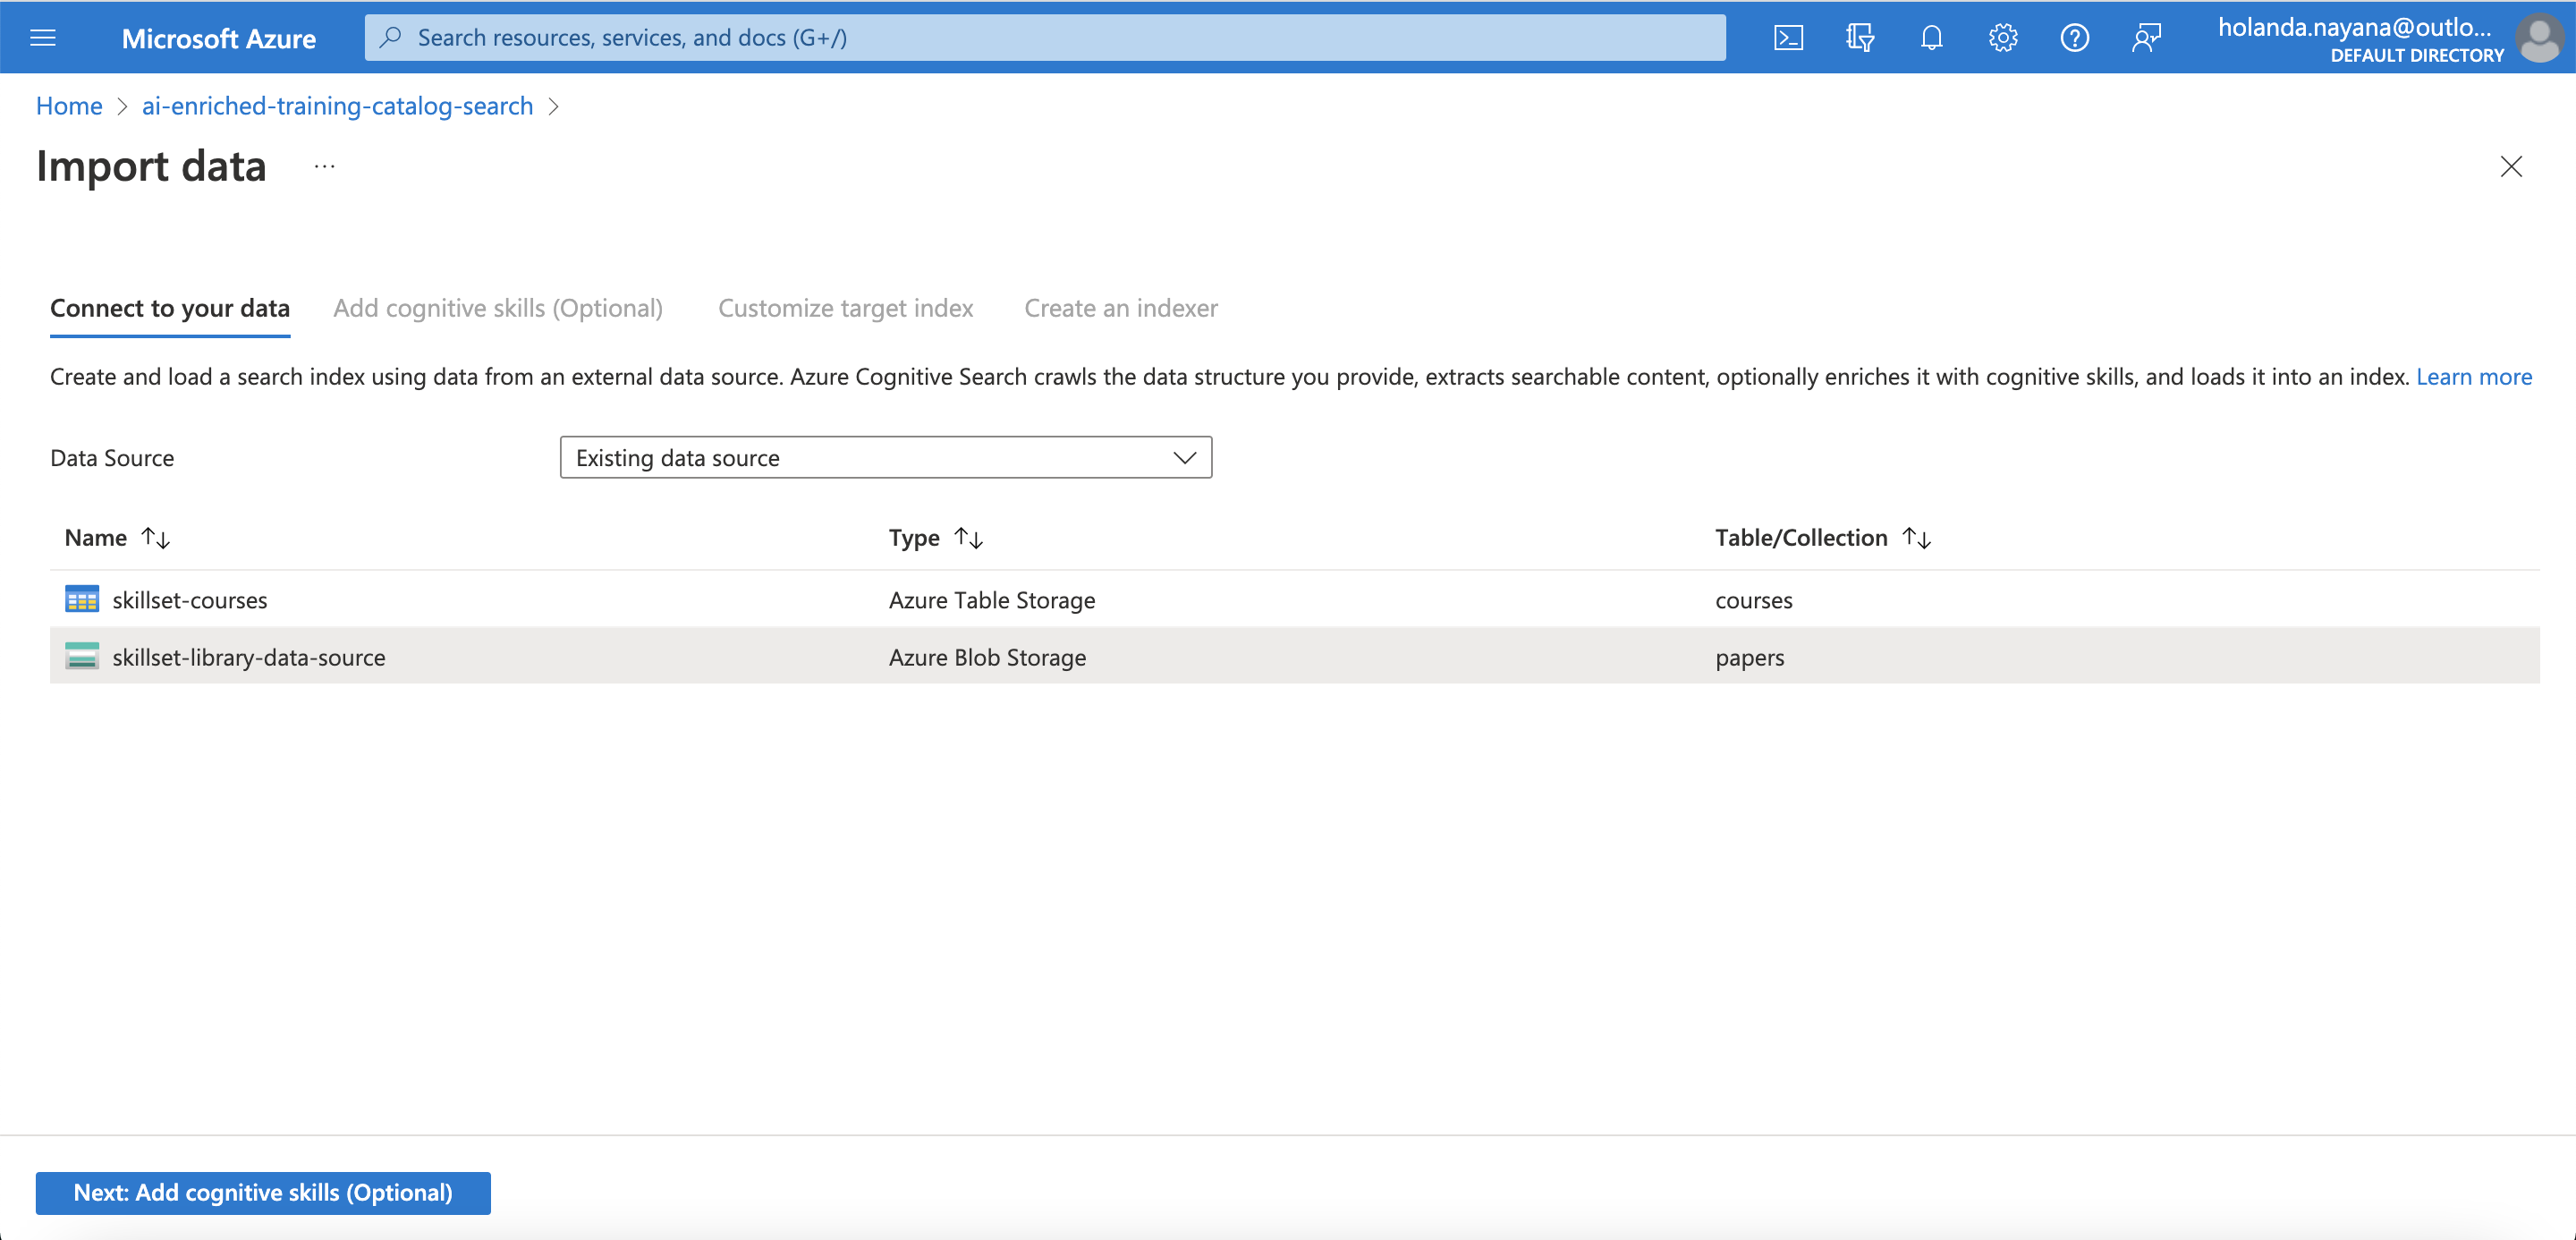 Microsoft Azure
Search resources, services, and docs (G+/)
holanda.nayana@outlo...
DEFAULT DIRECTORY
Home > ai-enriched-training-catalog-search >
Import data ...
Connect to your data Add cognitive skills (Optional) Customize target index Create an indexer
Create and load a search index using data from an external data source. Azure Cognitive Search crawls the data structure you provide, extracts searchable content, optionally enriches it with cognitive skills, and loads it into an index. Learn more
Data Source Existing data source
Name Type Table/Collection
skillset-courses Azure Table Storage courses
skillset-library-data-source Azure Blob Storage papers
Next: Add cognitive skills (Optional)